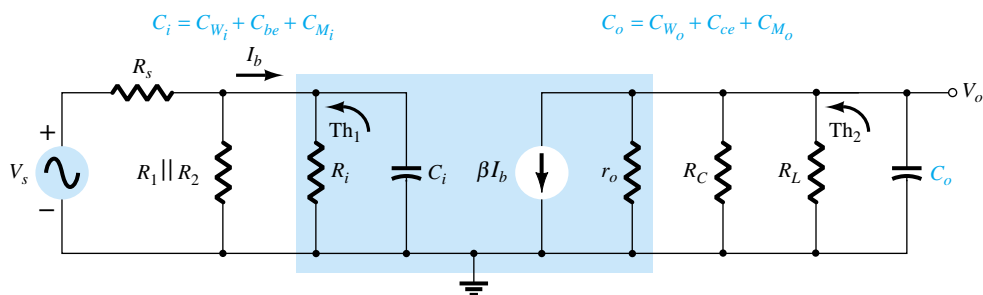 C_i = C_{W_i} + C_{be} + C_{M_i}
C_o = C_{W_o} + C_{ce} + C_{M_o}
R_s
I_b
V_o
+
Th_1
Th_2
V_s
R_1 || R_2
R_i
C_i
βI_b
r_o
R_C
R_L
C_o
−